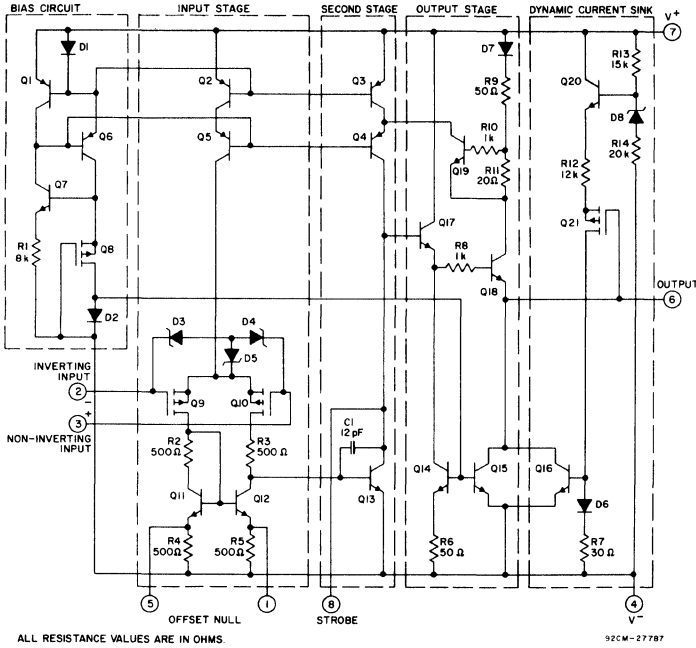 BIAS CIRCUIT
INPUT STAGE
SECOND STAGE
OUTPUT STAGE
DYNAMIC CURRENT SINK
V+
7
D1
Q1
Q2
Q3
D7
R9
50Ω
Q20
R13
15k
D8
Q6
Q5
Q4
R10
1k
Q19
R11
20Ω
R14
20k
R12
12k
Q7
Q17
Q21
R1
8k
Q8
R8
1k
Q18
OUTPUT
6
D2
D3
D4
D5
INVERTING
INPUT
2
−
Q9
Q10
+
3
NON-INVERTING
INPUT
C1
12 pF
R2
500Ω
R3
500Ω
Q11
Q12
Q13
Q14
Q15
Q16
D6
R4
500Ω
R5
500Ω
R6
50Ω
R7
30Ω
5
OFFSET NULL
1
8
STROBE
4
V−
ALL RESISTANCE VALUES ARE IN OHMS.
92CM-27787